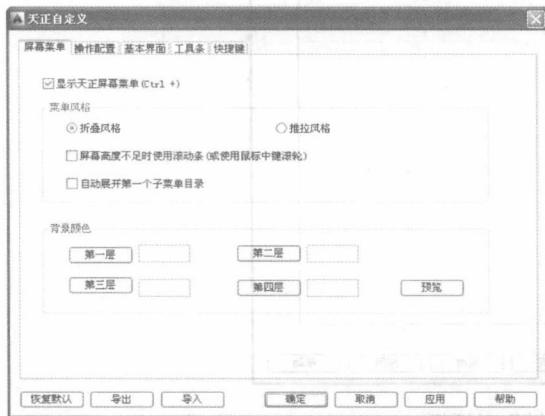 天正自定义
屏幕菜单 操作配置 基本界面 工具条 快捷键
显示天正屏幕菜单(Ctrl +)
菜单风格
折叠风格 推拉风格
屏幕高度不足时使用滚动条(或使用鼠标中键滚轮)
自动展开第一个子菜单目录
背景颜色
第一层 第二层
第三层 第四层 预览
恢复默认 导出 导入 确定 取消 应用 帮助